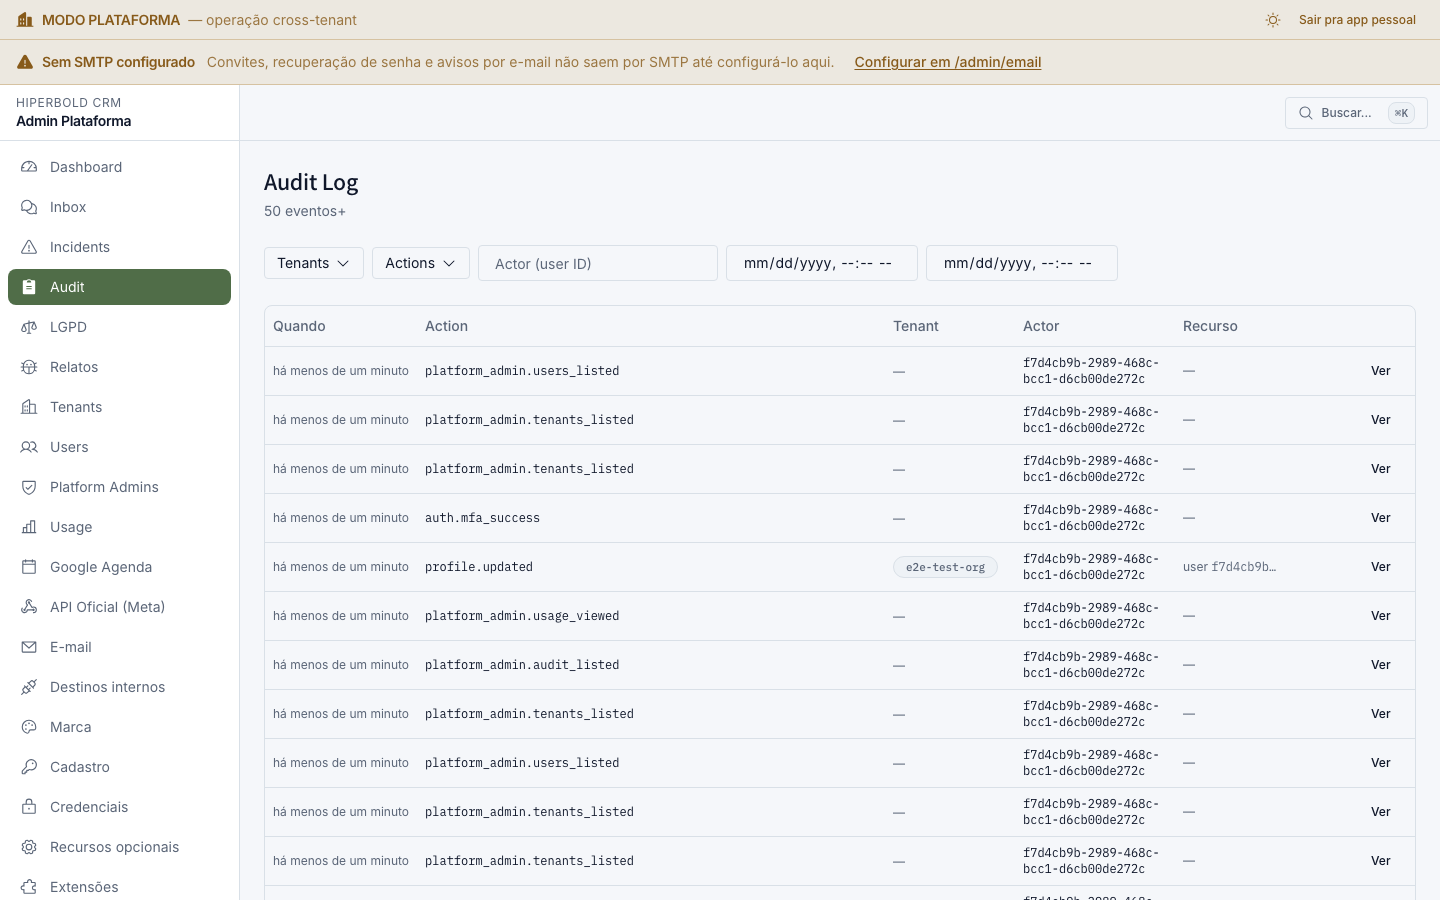 MODO PLATAFORMA — operação cross-tenant
Sair pra app pessoal
Sem SMTP configurado Convites, recuperação de senha e avisos por e-mail não saem por SMTP até configurá-lo aqui. Configurar em /admin/email
HIPERBOLD CRM
Admin Plataforma
Buscar... ⌘K
Dashboard
Inbox
Incidents
Audit
LGPD
Relatos
Tenants
Users
Platform Admins
Usage
Google Agenda
API Oficial (Meta)
E-mail
Destinos internos
Marca
Cadastro
Credenciais
Recursos opcionais
Extensões
Audit Log
50 eventos+
Tenants Actions Actor (user ID) mm/dd/yyyy, --:-- -- mm/dd/yyyy, --:-- --
Quando Action Tenant Actor Recurso
há menos de um minuto platform_admin.users_listed — f7d4cb9b-2989-468c- — Ver
bcc1-d6cb00de272c
há menos de um minuto platform_admin.tenants_listed — f7d4cb9b-2989-468c- — Ver
bcc1-d6cb00de272c
há menos de um minuto platform_admin.tenants_listed — f7d4cb9b-2989-468c- — Ver
bcc1-d6cb00de272c
há menos de um minuto auth.mfa_success — f7d4cb9b-2989-468c- — Ver
bcc1-d6cb00de272c
há menos de um minuto profile.updated e2e-test-org f7d4cb9b-2989-468c- user f7d4cb9b… Ver
bcc1-d6cb00de272c
há menos de um minuto platform_admin.usage_viewed — f7d4cb9b-2989-468c- — Ver
bcc1-d6cb00de272c
há menos de um minuto platform_admin.audit_listed — f7d4cb9b-2989-468c- — Ver
bcc1-d6cb00de272c
há menos de um minuto platform_admin.tenants_listed — f7d4cb9b-2989-468c- — Ver
bcc1-d6cb00de272c
há menos de um minuto platform_admin.users_listed — f7d4cb9b-2989-468c- — Ver
bcc1-d6cb00de272c
há menos de um minuto platform_admin.tenants_listed — f7d4cb9b-2989-468c- — Ver
bcc1-d6cb00de272c
há menos de um minuto platform_admin.tenants_listed — f7d4cb9b-2989-468c- — Ver
bcc1-d6cb00de272c